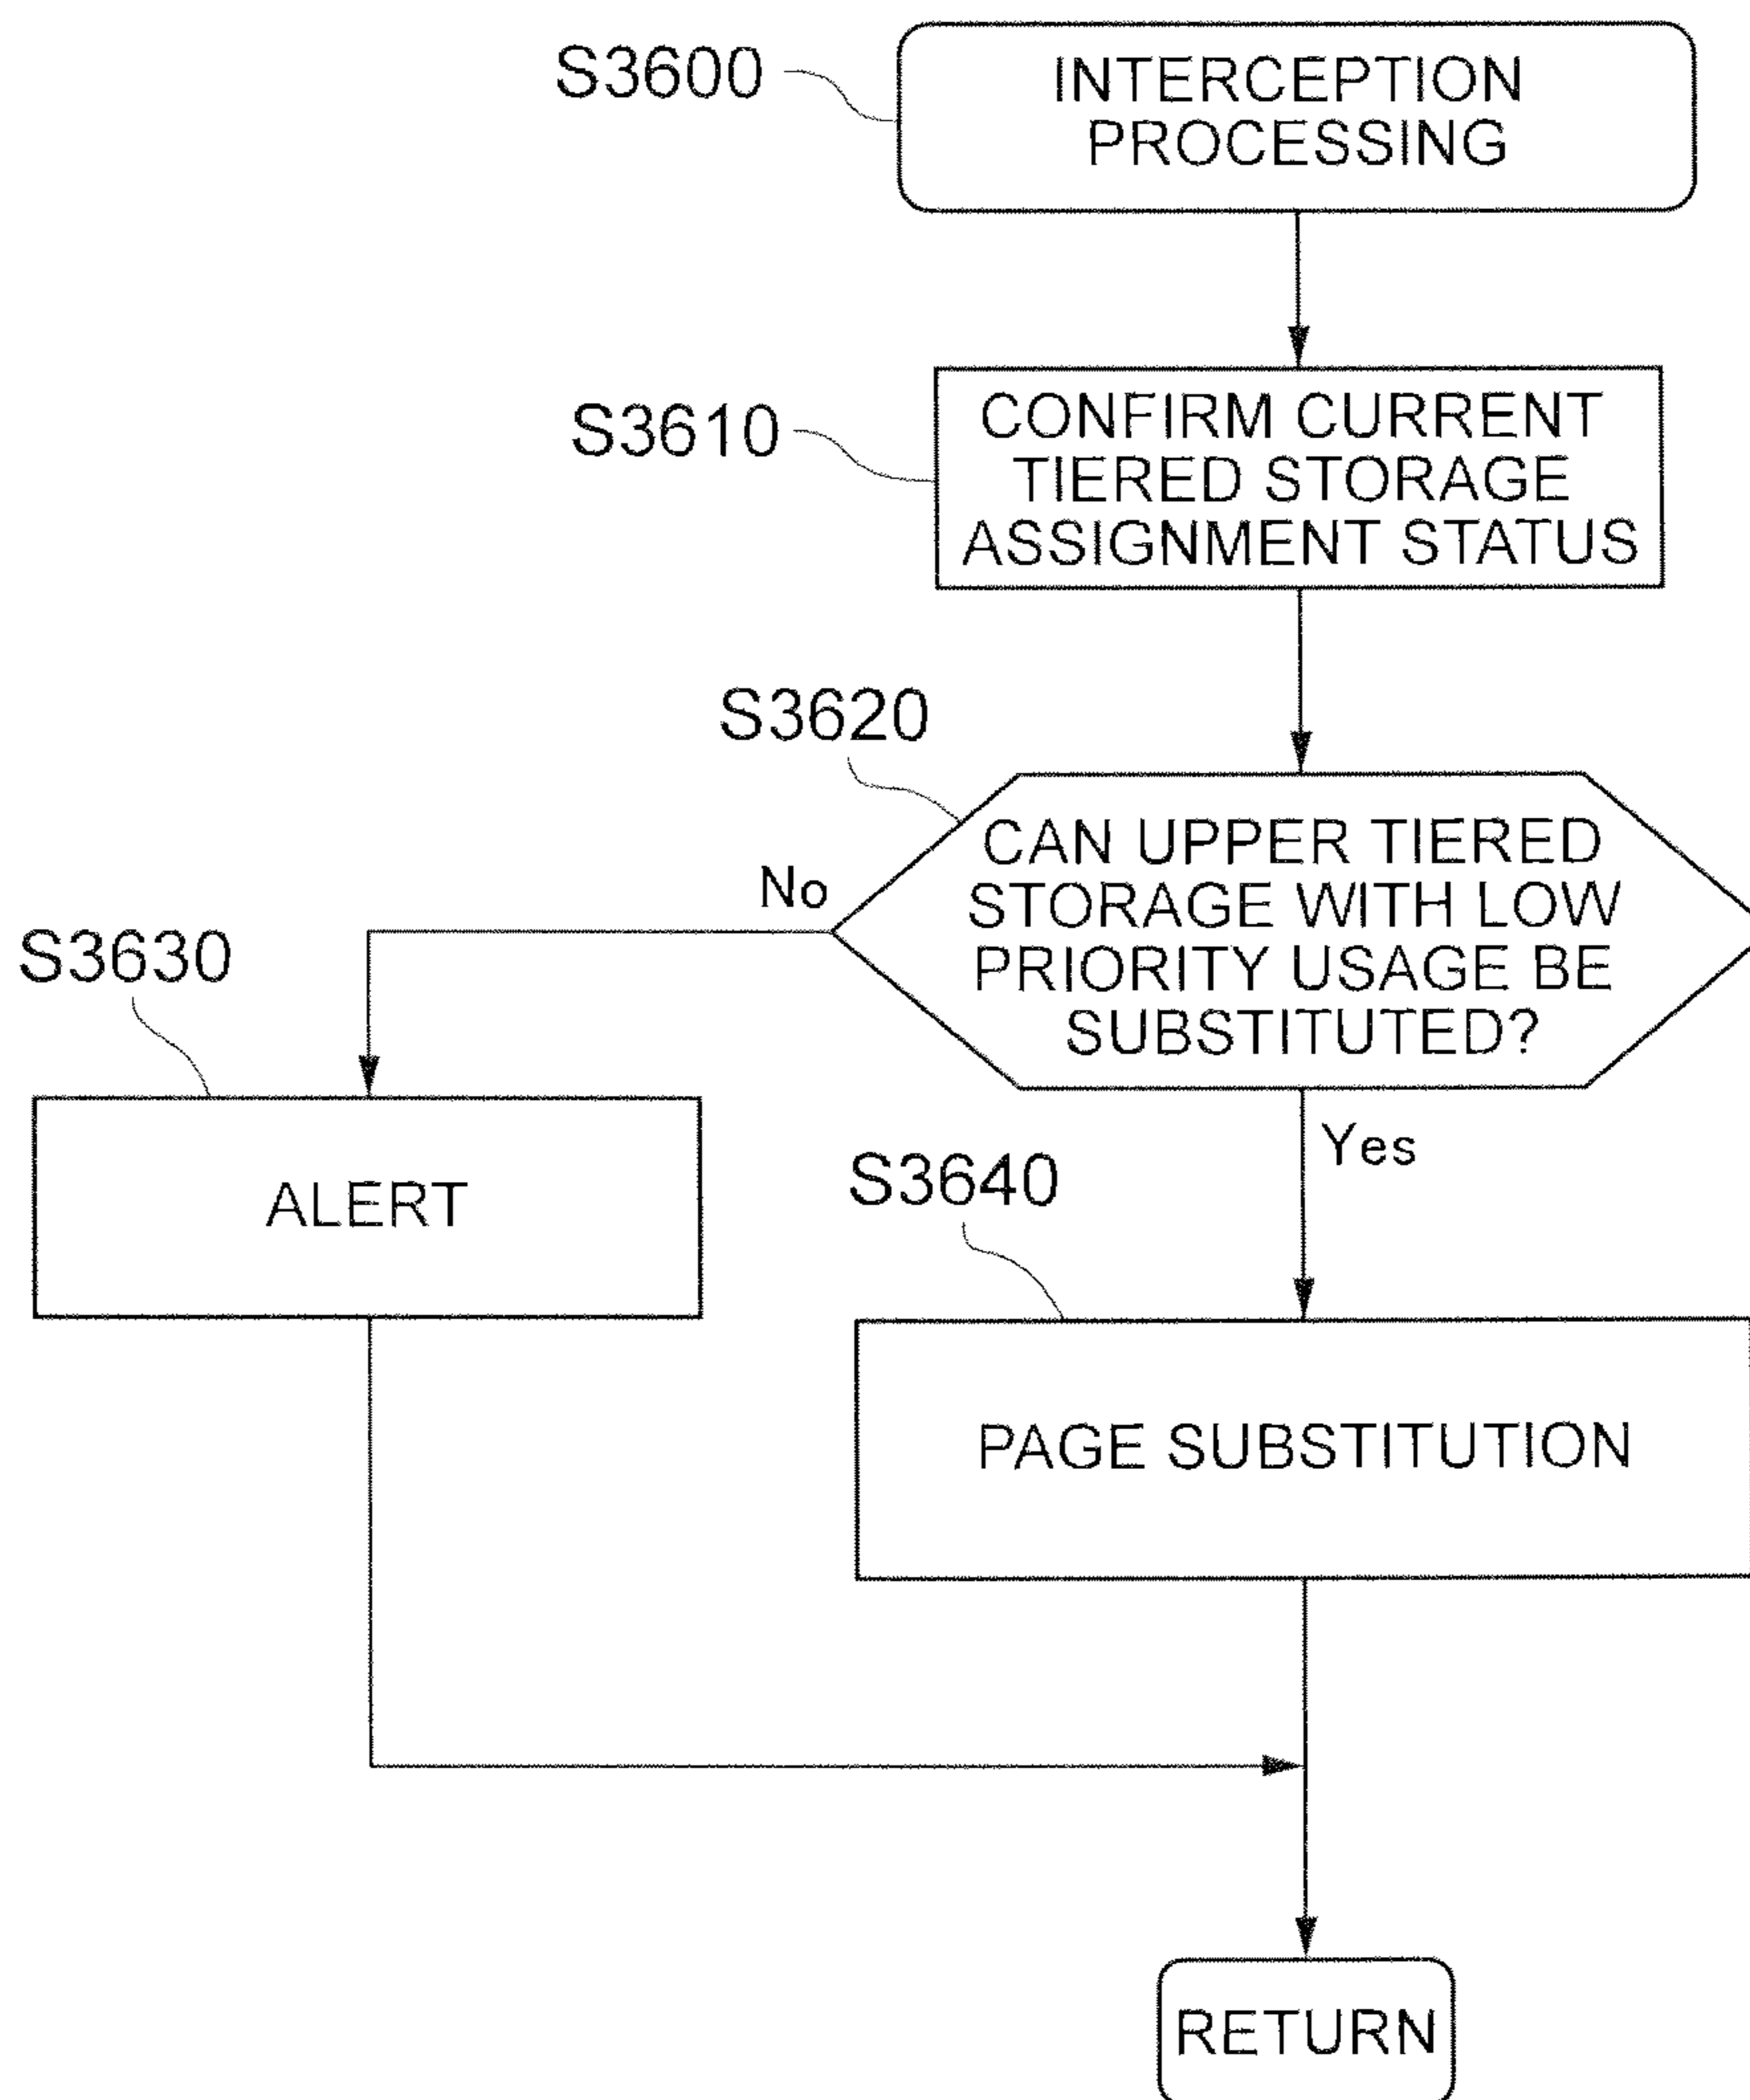 S3600
INTERCEPTION
PROCESSING
S3610
CONFIRM CURRENT
TIERED STORAGE
ASSIGNMENT STATUS
S3620
CAN UPPER TIERED
STORAGE WITH LOW
PRIORITY USAGE BE
SUBSTITUTED?
No
Yes
S3630
ALERT
S3640
PAGE SUBSTITUTION
RETURN